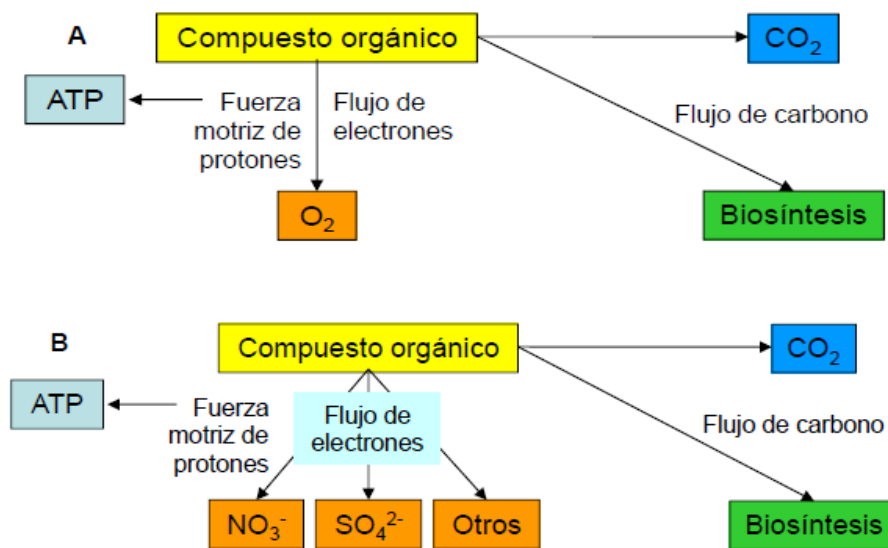 A
Compuesto orgánico
CO₂
ATP
Fuerza
motriz de
protones
Flujo de
electrones
Flujo de carbono
O₂
Biosíntesis
B
Compuesto orgánico
CO₂
ATP
Fuerza
motriz de
protones
Flujo de
electrones
Flujo de carbono
NO₃⁻
SO₄²⁻
Otros
Biosíntesis